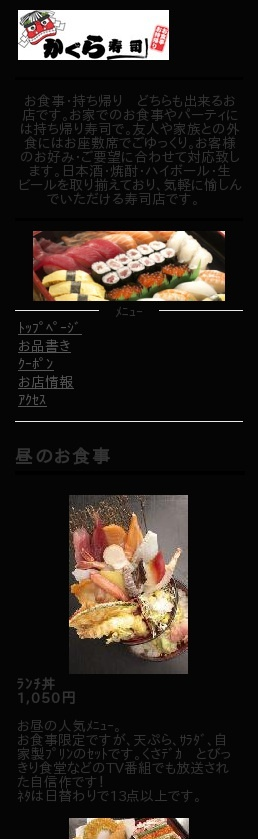 かぐら寿司
お食事・持ち帰り　どちらも出来るお
店です。お家でのお食事やパーティに
は持ち帰り寿司で。友人や家族との外
食にはお座敷席でごゆっくり。お客様
のお好み・ご要望に合わせて対応致し
ます。日本酒・焼酎・ハイボール・生
ビールを取り揃えており、気軽に愉しん
でいただける寿司店です。
ﾒﾆｭｰ
ﾄｯﾌﾟﾍﾟｰｼﾞ
お品書き
ｸｰﾎﾟﾝ
お店情報
ｱｸｾｽ
昼のお食事
ﾗﾝﾁ丼
1,050円
お昼の人気ﾒﾆｭｰ。
お食事限定ですが、天ぷら、ｻﾗﾀﾞ、自
家製ﾌﾟﾘﾝのｾｯﾄです。くさﾃﾞｶ　とびっ
きり食堂などのTV番組でも放送され
た自信作です!
ﾈﾀは日替わりで13点以上です。